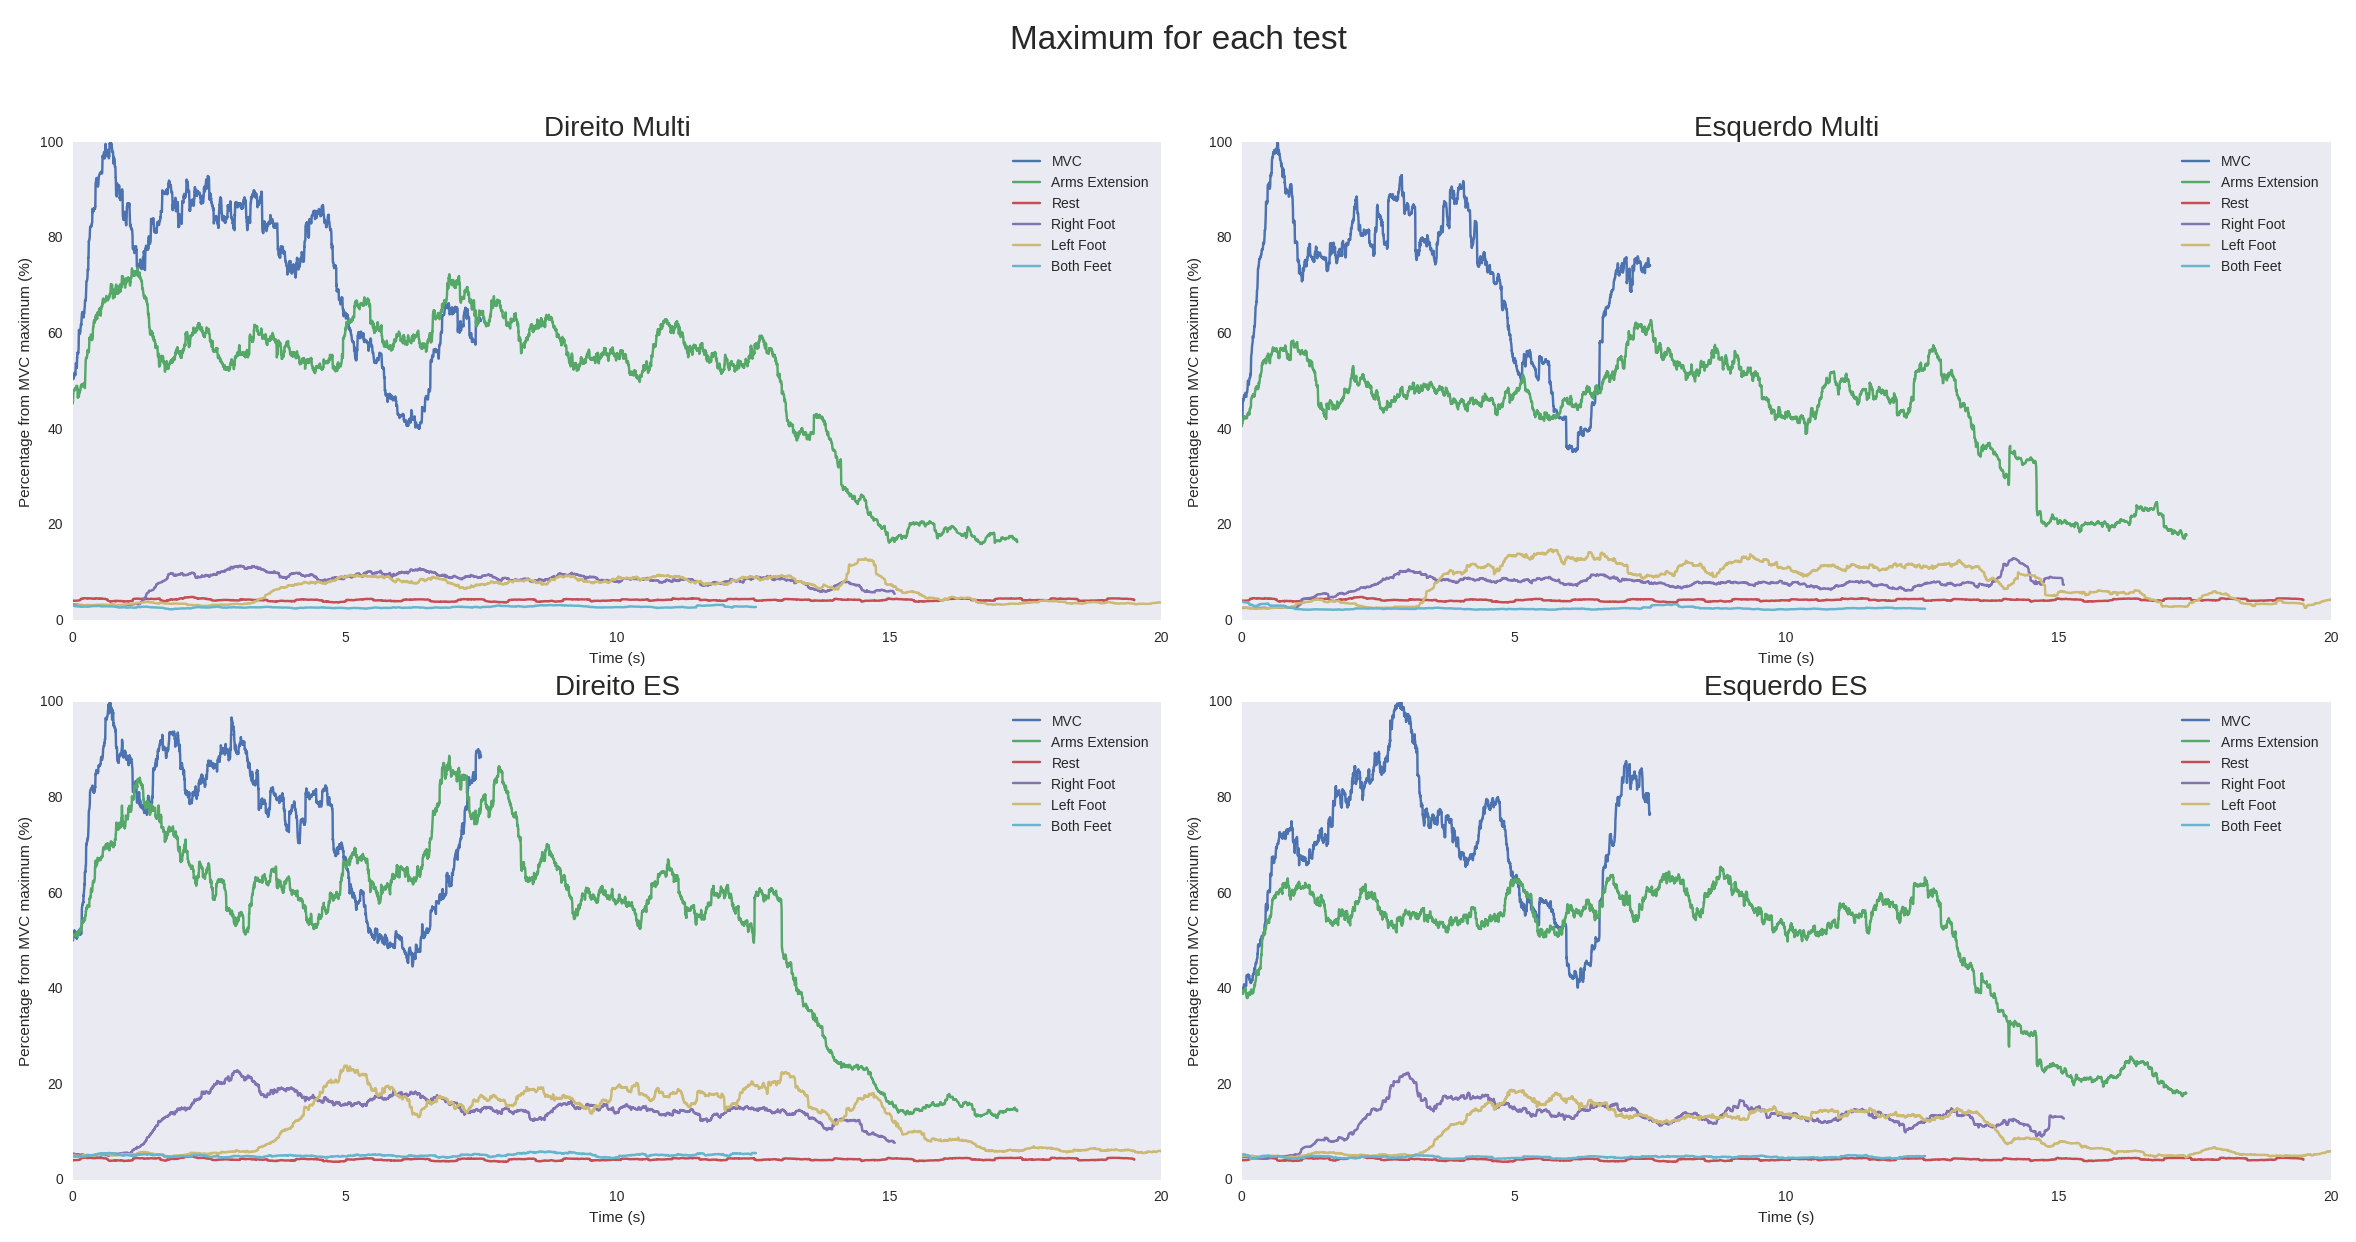 Maximum for each test
Direito Multi
Percentage from MVC maximum (%)
100
80
60
40
20
0
0 5 10 15 20
Time (s)
MVC
Arms Extension
Rest
Right Foot
Left Foot
Both Feet
Esquerdo Multi
Percentage from MVC maximum (%)
100
80
60
40
20
0
0 5 10 15 20
Time (s)
MVC
Arms Extension
Rest
Right Foot
Left Foot
Both Feet
Direito ES
Percentage from MVC maximum (%)
100
80
60
40
20
0
0 5 10 15 20
Time (s)
MVC
Arms Extension
Rest
Right Foot
Left Foot
Both Feet
Esquerdo ES
Percentage from MVC maximum (%)
100
80
60
40
20
0
0 5 10 15 20
Time (s)
MVC
Arms Extension
Rest
Right Foot
Left Foot
Both Feet